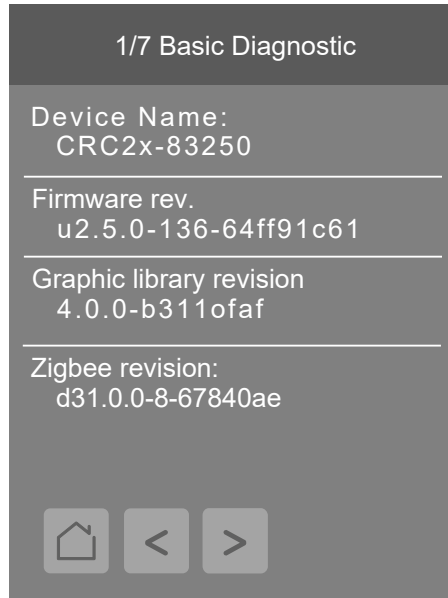 1/7 Basic Diagnostic
Device Name:
CRC2x-83250
Firmware rev.
u2.5.0-136-64ff91c61
Graphic library revision
4.0.0-b311ofaf
Zigbee revision:
d31.0.0-8-67840ae
< >